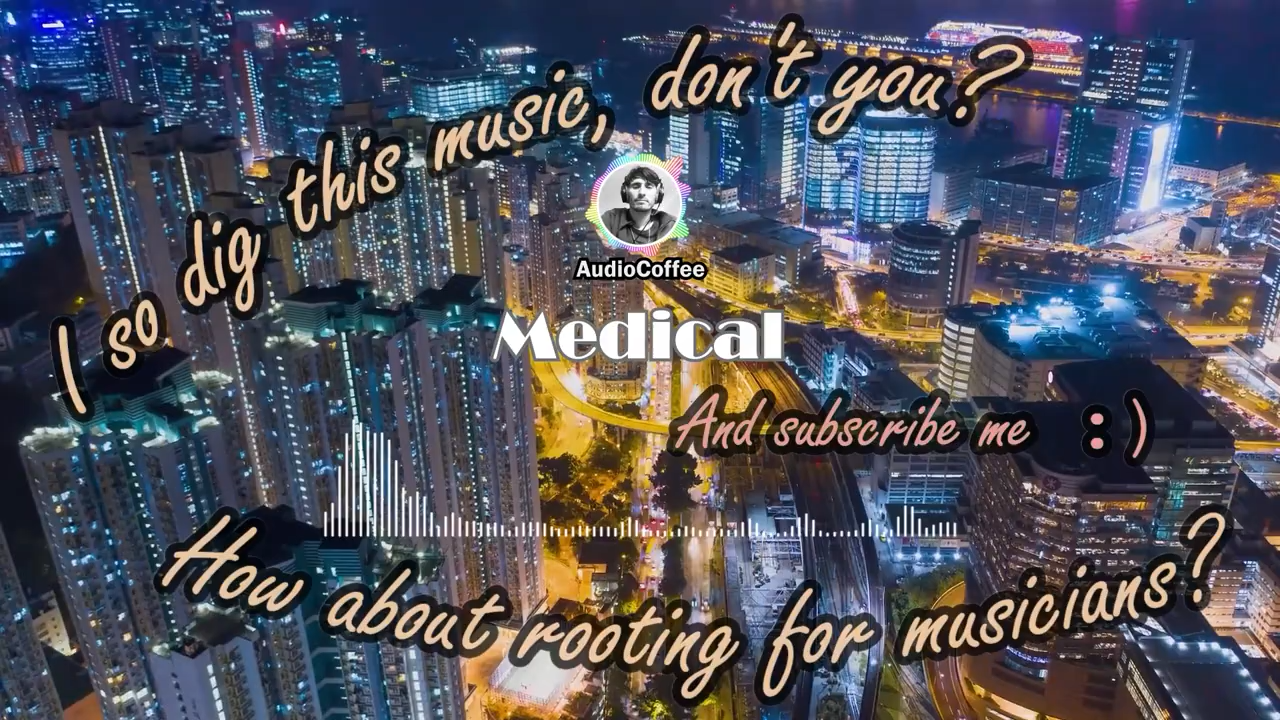 I so dig this music, don't you?
AudioCoffee
Medical
And subscribe me :)
How about rooting for musicians?